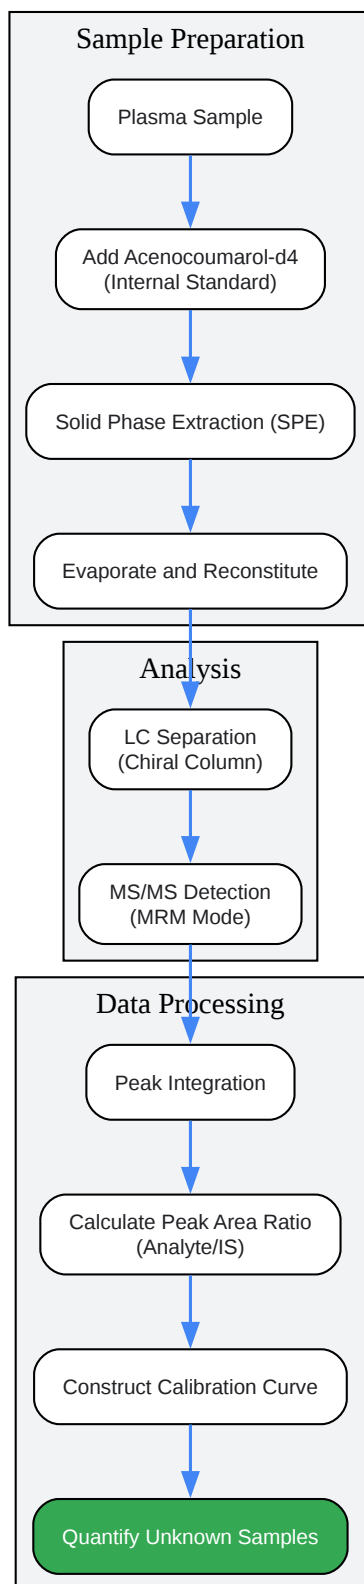 Sample Preparation
Plasma Sample
Add Acenocoumarol-d4
(Internal Standard)
Solid Phase Extraction (SPE)
Evaporate and Reconstitute
Analysis
LC Separation
(Chiral Column)
MS/MS Detection
(MRM Mode)
Data Processing
Peak Integration
Calculate Peak Area Ratio
(Analyte/IS)
Construct Calibration Curve
Quantify Unknown Samples